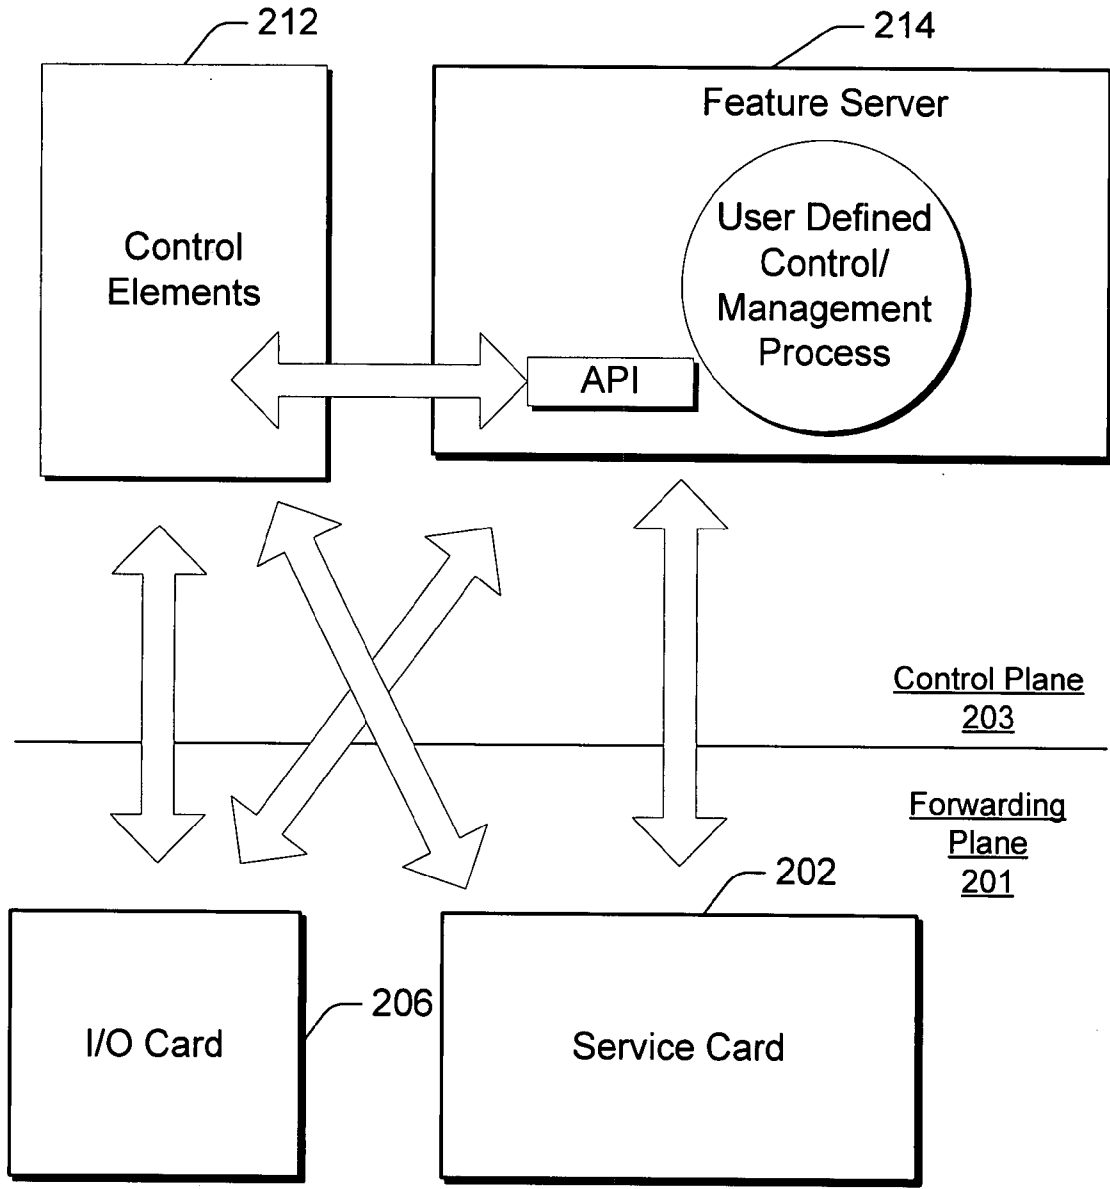 212
214
Feature Server
User Defined
Control/
Management
Process
Control
Elements
API
Control Plane
203
Forwarding
Plane
201
202
206
I/O Card
Service Card